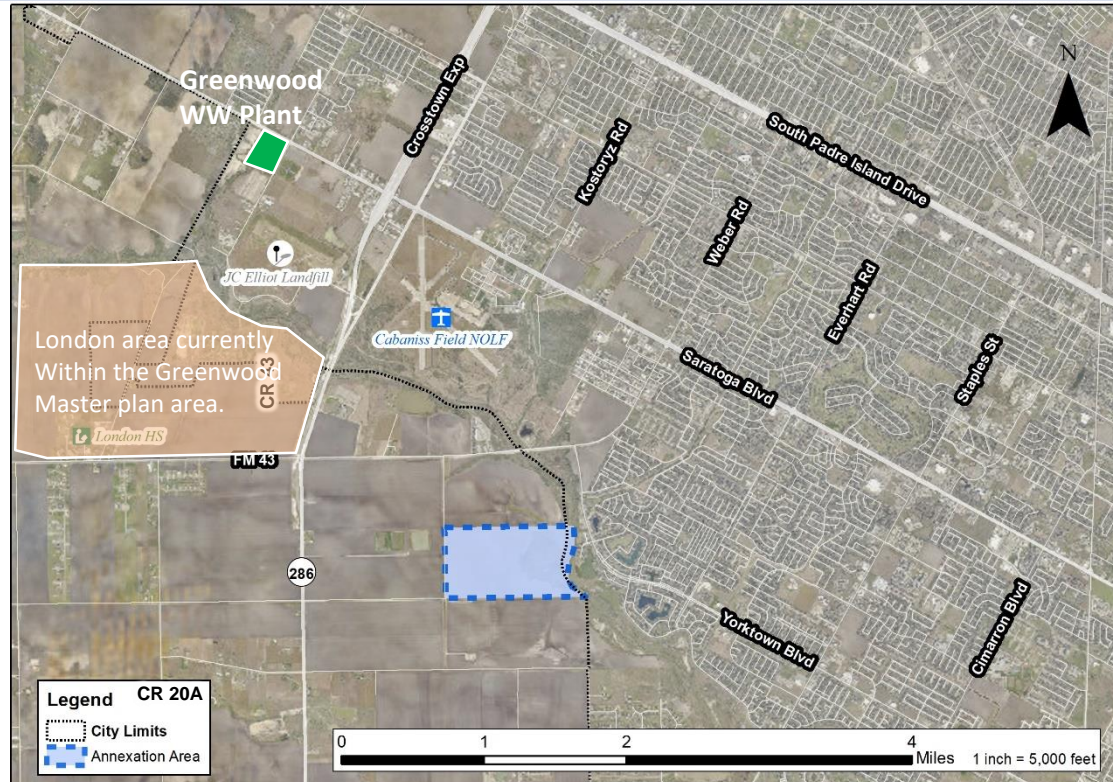 Greenwood
WW Plant
Crosstown Exp
N
South Padre Island Drive
Kostoryz Rd
Weber Rd
JC Elliot Landfill
Everhart Rd
Cabaniss Field NOLF
London area currently
Within the Greenwood
Master plan area.
CR 33
Saratoga Blvd
Staples St
London HS
FM 43
286
Yorktown Blvd
Cimarron Blvd
Legend
CR 20A
City Limits
Annexation Area
0 1 2 4
Miles 1 inch = 5,000 feet